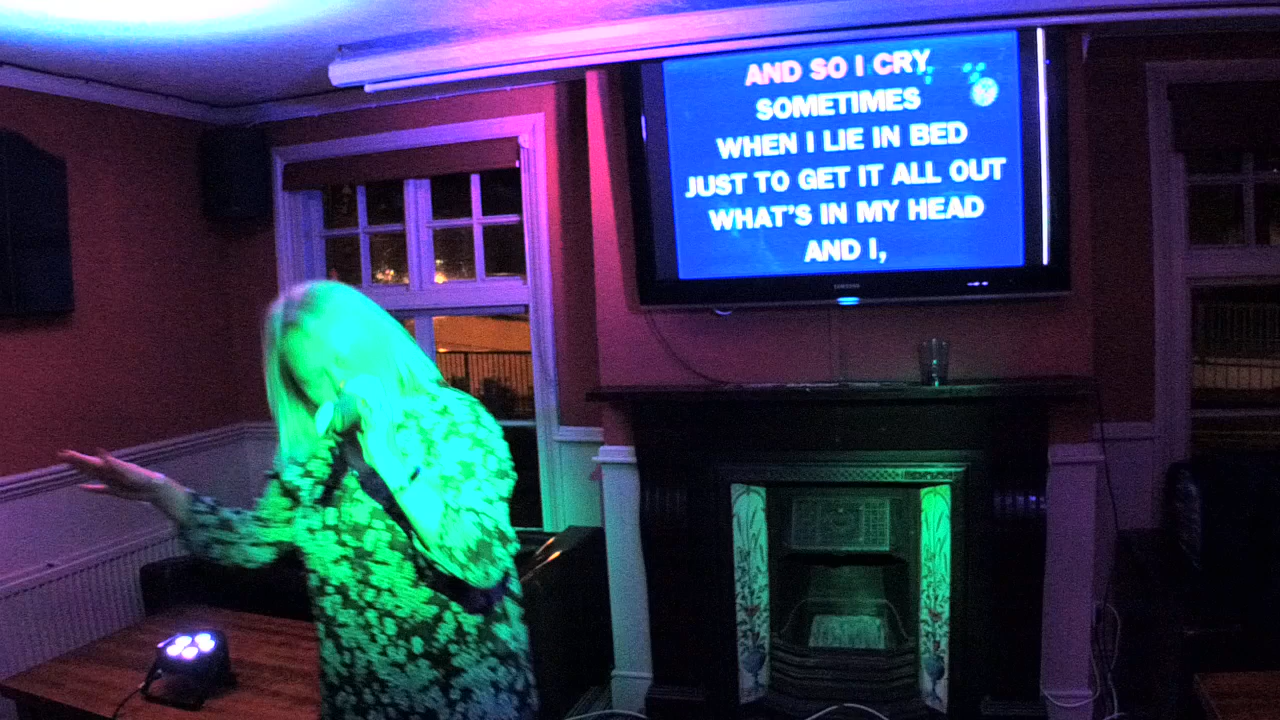 AND SO I CRY
SOMETIMES
WHEN I LIE IN BED
JUST TO GET IT ALL OUT
WHAT'S IN MY HEAD
AND I,
SAMSUNG